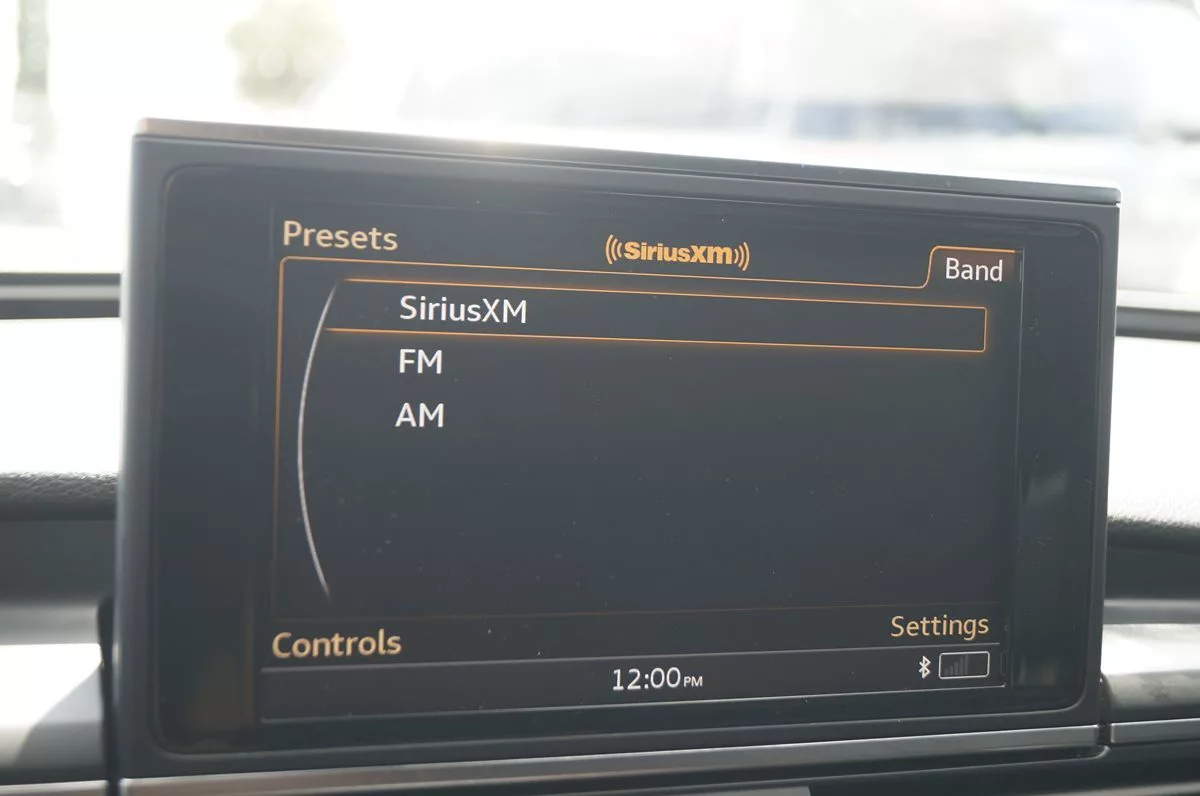 Presets
SiriusXM
Band
SiriusXM
FM
AM
Controls
Settings
12:00PM